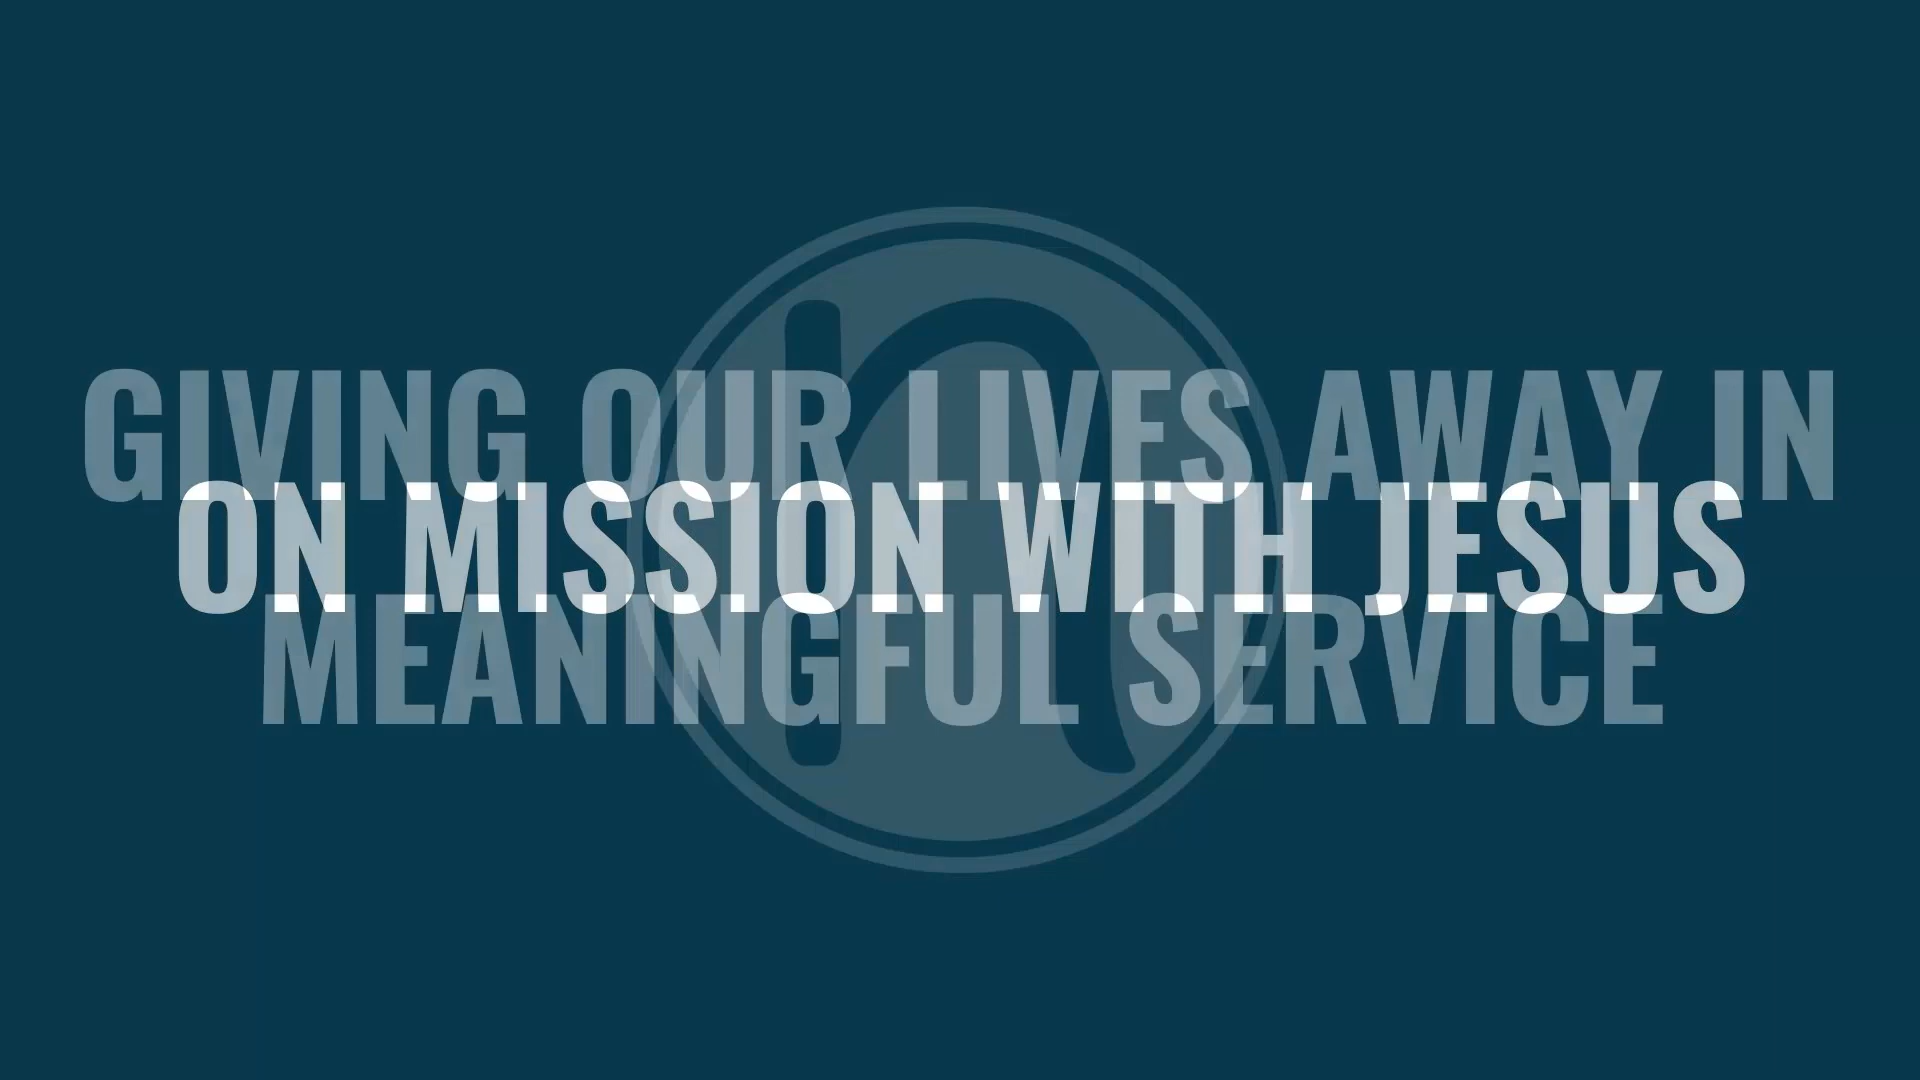 GIVING OUR LIVES AWAY IN
ON MISSION WITH JESUS
MEANINGFUL SERVICE
n